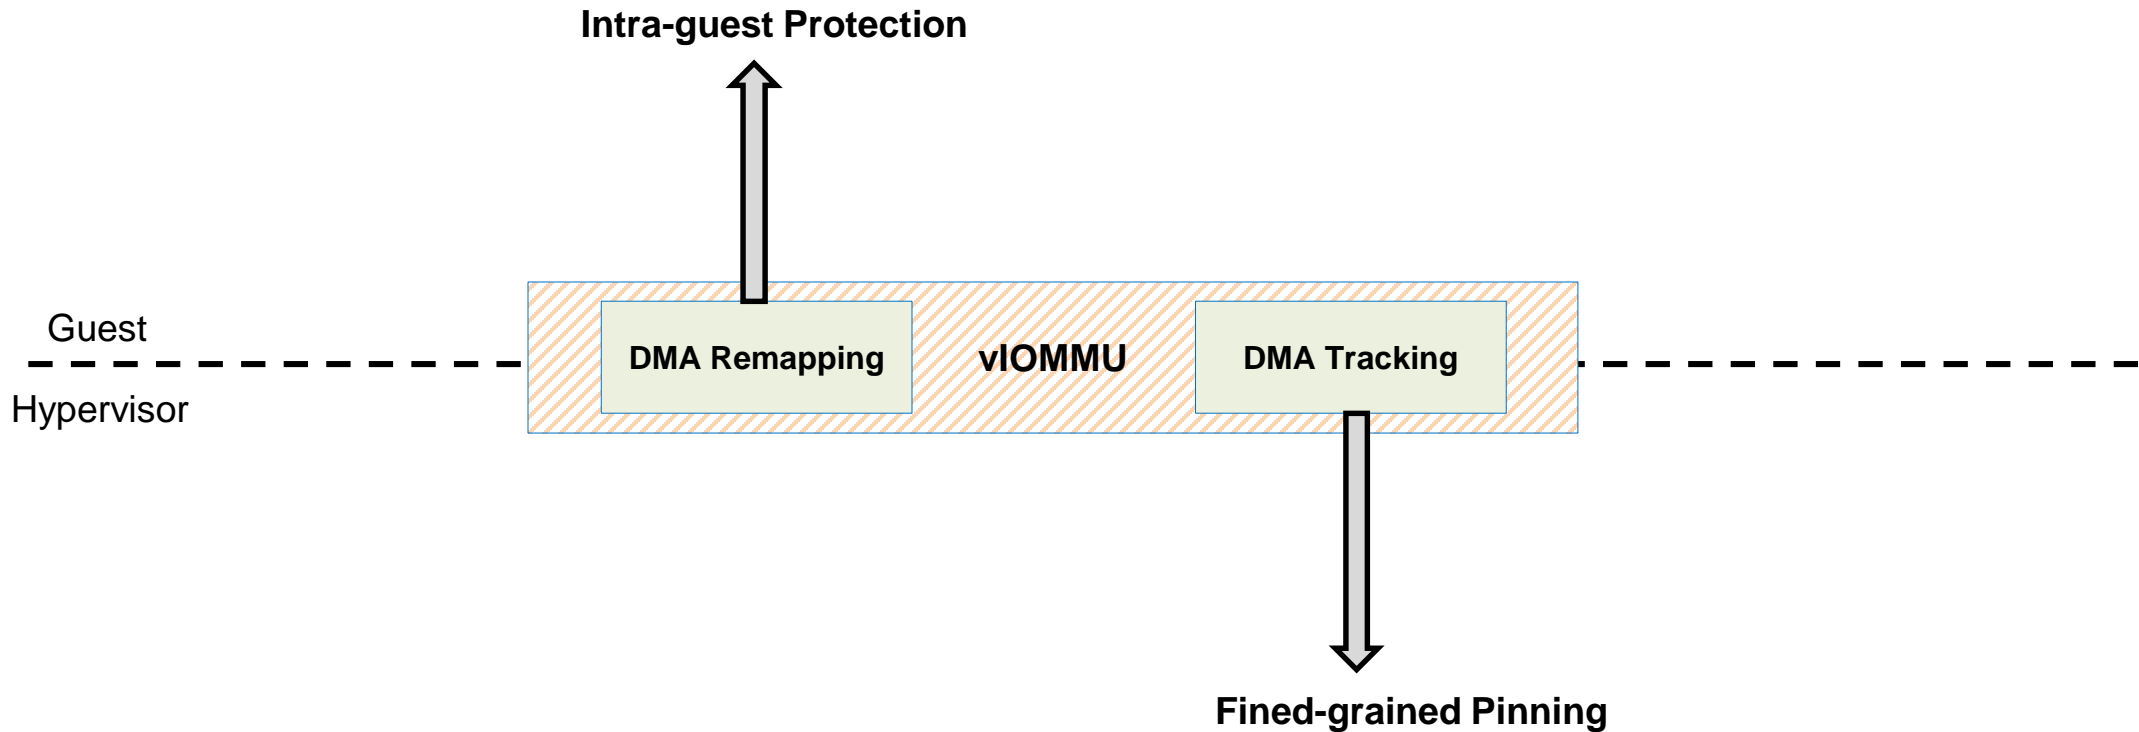 Intra-guest Protection
Guest
DMA Remapping
vIOMMU
DMA Tracking
Hypervisor
Fined-grained Pinning